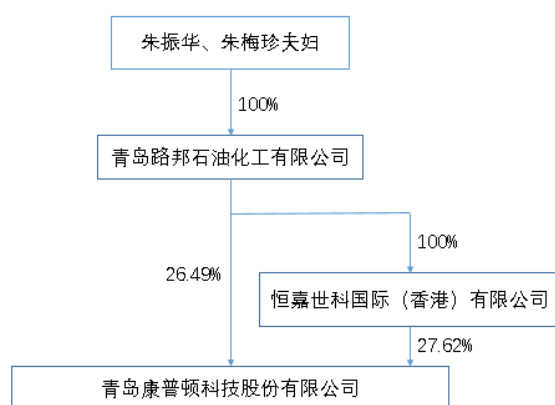 朱振华、朱梅珍夫妇
100%
青岛路邦石油化工有限公司
100%
26.49%
恒嘉世科国际（香港）有限公司
27.62%
青岛康普顿科技股份有限公司